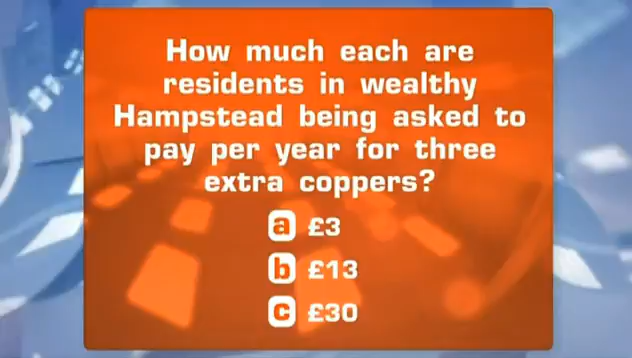 How much each are
residents in wealthy
Hampstead being asked to
pay per year for three
extra coppers?
a £3
b £13
c £30